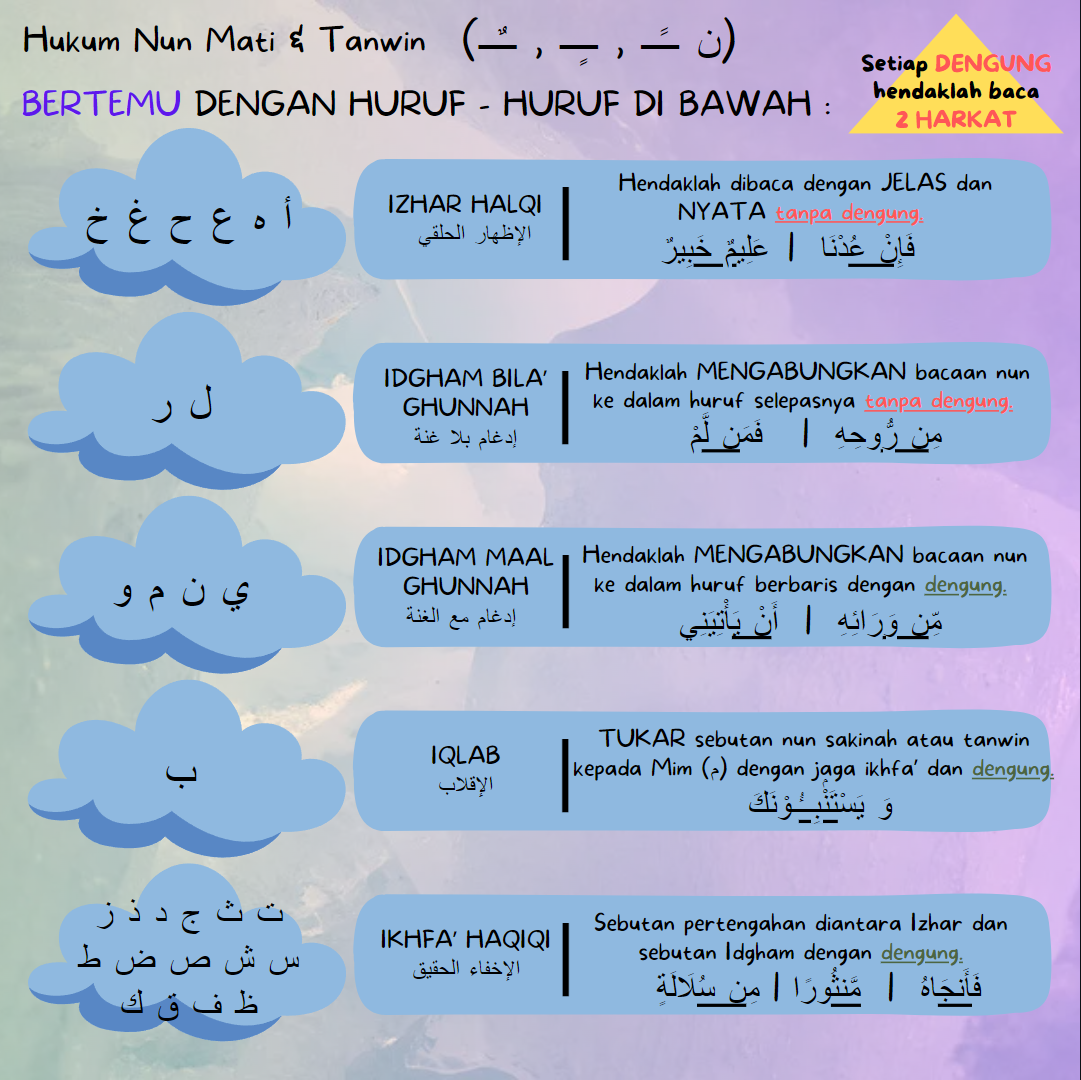 Hukum Nun Mati & Tanwin (ن ـًـ , ـٍـ , ـٌـ)
BERTEMU DENGAN HURUF - HURUF DI BAWAH :
Setiap DENGUNG
hendaklah baca
2 HARKAT
أ ه ع ح غ خ
IZHAR HALQI
الإظهار الحلقي
Hendaklah dibaca dengan JELAS dan
NYATA tanpa dengung.
فَإِنْ عُدْنَا | عَلِيمٌ خَبِيرٌ
ل ر
IDGHAM BILA'
GHUNNAH
إدغام بلا غنة
Hendaklah MENGABUNGKAN bacaan nun
ke dalam huruf selepasnya tanpa dengung.
مِن رُّوحِهِ | فَمَن لَّمْ
ي ن م و
IDGHAM MAAL
GHUNNAH
إدغام مع الغنة
Hendaklah MENGABUNGKAN bacaan nun
ke dalam huruf berbaris dengan dengung.
مِّن وَرَائِهِ | أَنْ يَأْتِيَنِي
ب
IQLAB
الإقلاب
TUKAR sebutan nun sakinah atau tanwin
kepada Mim (م) dengan jaga ikhfa' dan dengung.
وَ يَسْتَنْۢبِـُٔوْنَكَ
ت ث ج د ذ ز
س ش ص ض ط
ظ ف ق ك
IKHFA' HAQIQI
الإخفاء الحقيق
Sebutan pertengahan diantara Izhar dan
sebutan Idgham dengan dengung.
فَأَنجَاهُ | مَّنثُورًا | مِن سُلَالَةٍ